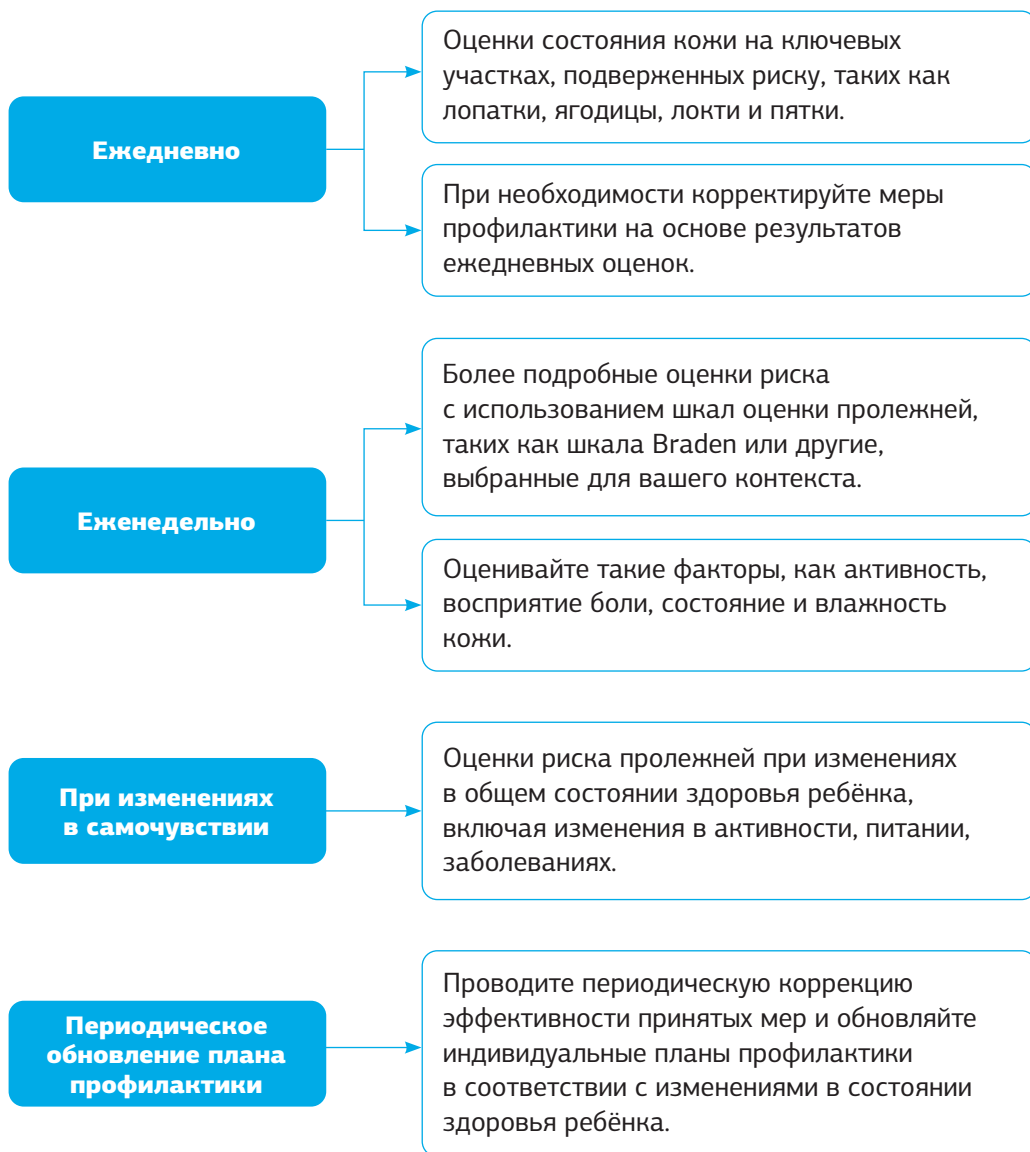 Ежедневно
Оценки состояния кожи на ключевых
участках, подверженных риску, таких как
лопатки, ягодицы, локти и пятки.
При необходимости корректируйте меры
профилактики на основе результатов
ежедневных оценок.
Еженедельно
Более подробные оценки риска
с использованием шкал оценки пролежней,
таких как шкала Braden или другие,
выбранные для вашего контекста.
Оценивайте такие факторы, как активность,
восприятие боли, состояние и влажность
кожи.
При изменениях
в самочувствии
Оценки риска пролежней при изменениях
в общем состоянии здоровья ребёнка,
включая изменения в активности, питании,
заболеваниях.
Периодическое
обновление плана
профилактики
Проводите периодическую коррекцию
эффективности принятых мер и обновляйте
индивидуальные планы профилактики
в соответствии с изменениями в состоянии
здоровья ребёнка.